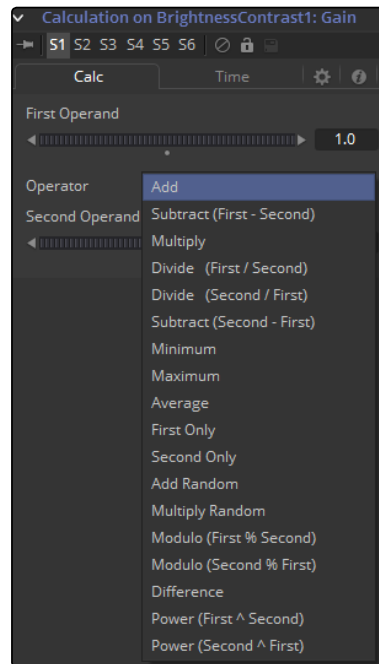 Calculation on BrightnessContrast1: Gain
S1 S2 S3 S4 S5 S6
Calc Time
First Operand
1.0
Operator
Add
Second Operand
Subtract (First - Second)
Multiply
Divide (First / Second)
Divide (Second / First)
Subtract (Second - First)
Minimum
Maximum
Average
First Only
Second Only
Add Random
Multiply Random
Modulo (First % Second)
Modulo (Second % First)
Difference
Power (First ^ Second)
Power (Second ^ First)